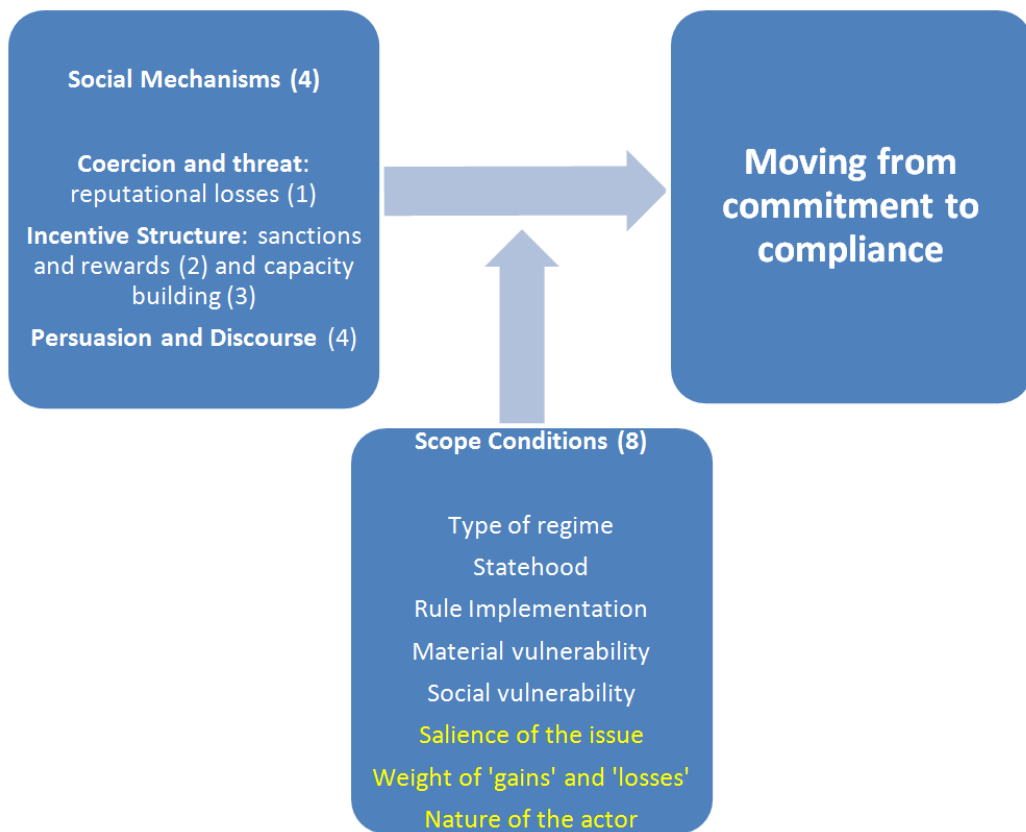 Social Mechanisms (4)
Coercion and threat:
reputational losses (1)
Incentive Structure: sanctions
and rewards (2) and capacity
building (3)
Persuasion and Discourse (4)
Moving from
commitment to
compliance
Scope Conditions (8)
Type of regime
Statehood
Rule Implementation
Material vulnerability
Social vulnerability
Salience of the issue
Weight of 'gains' and 'losses'
Nature of the actor